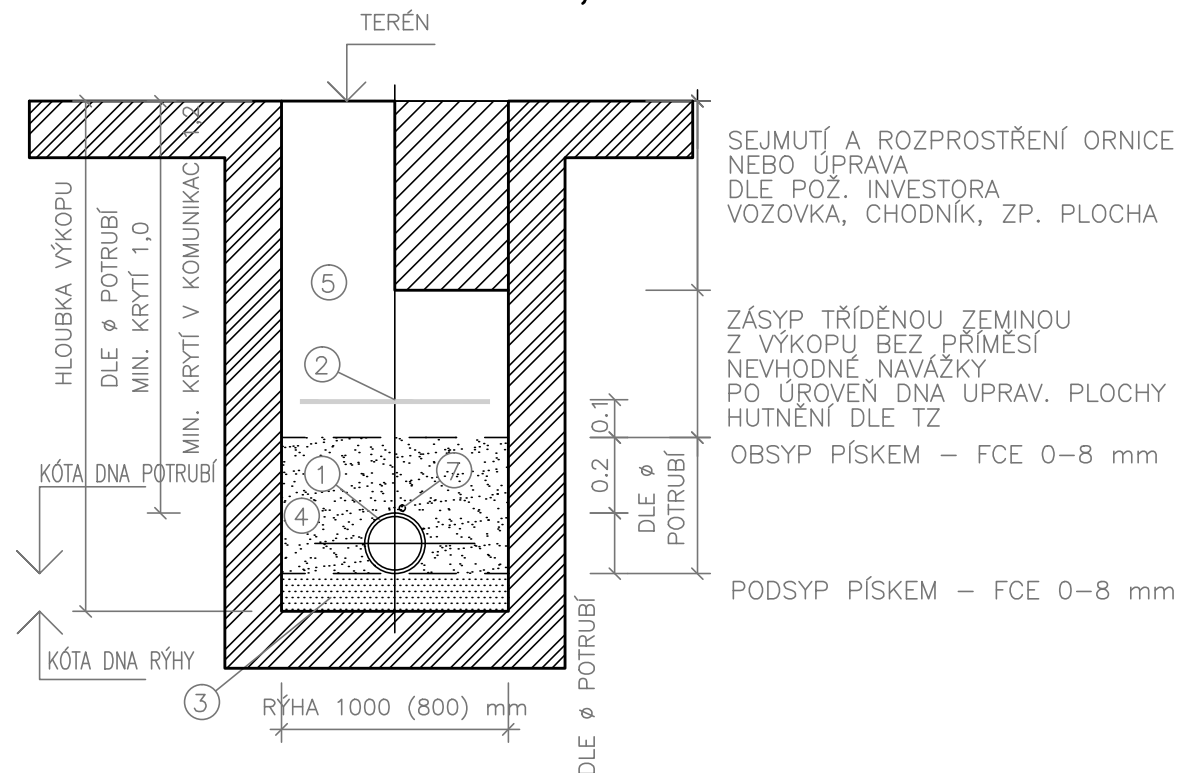 TERÉN
SEJMUTÍ A ROZPROSTŘENÍ ORNICE
NEBO ÚPRAVA
DLE POŽ. INVESTORA
VOZOVKA, CHODNÍK, ZP. PLOCHA
HLOUBKA VÝKOPU
DLE ø POTRUBÍ
MIN. KRYTÍ 1,0
MIN. KRYTÍ V KOMUNIKAC 1,2
5
2
ZÁSYP TŘÍDĚNOU ZEMINOU
Z VÝKOPU BEZ PŘÍMĚSÍ
NEVHODNÉ NAVÁŽKY
PO ÚROVEŇ DNA UPRAV. PLOCHY
HUTNĚNÍ DLE TZ
0.1
0.2
DLE ø
POTRUBÍ
OBSYP PÍSKEM – FCE 0–8 mm
KÓTA DNA POTRUBÍ
1
7
4
PODSYP PÍSKEM – FCE 0–8 mm
KÓTA DNA RÝHY
3
RÝHA 1000 (800) mm
DLE ø POTRUBÍ